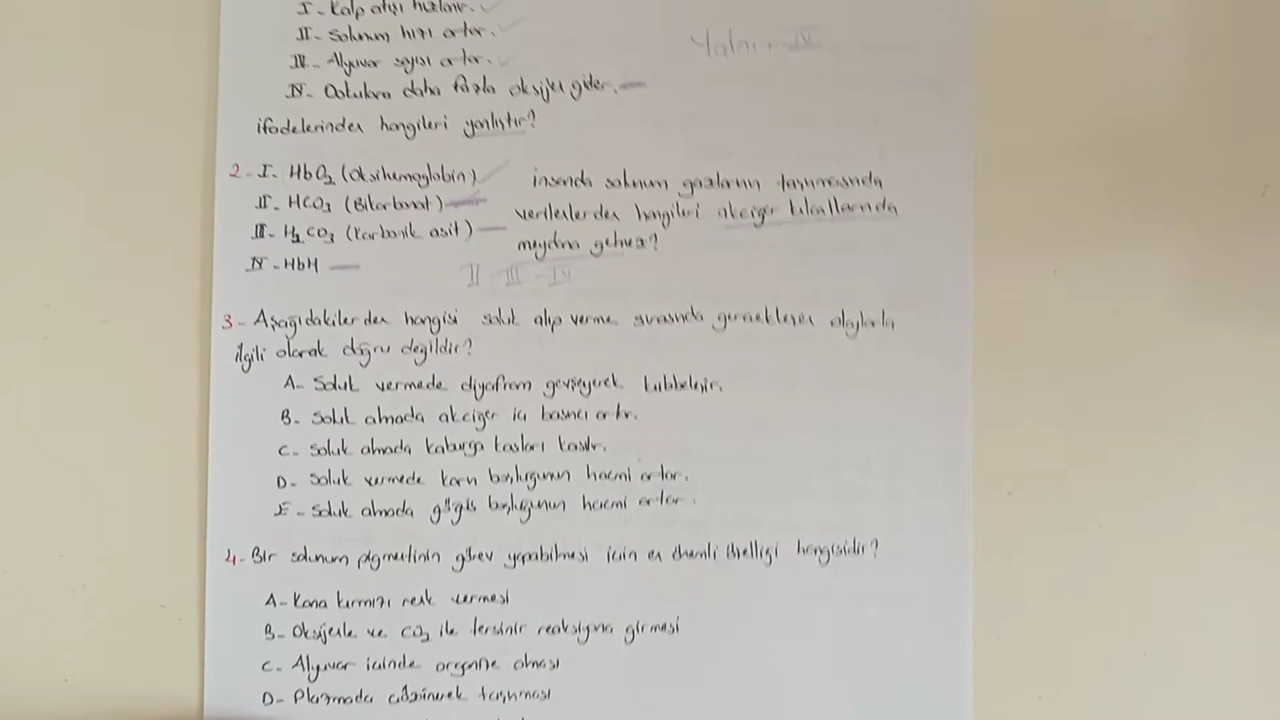 I- Kalp atışı hızlanır.
II- Solunum hızı artar.
III- Alyuvar sayısı artar.
IV- Dokulara daha fazla oksijen gider.
Yalnız IV
ifadelerinden hangileri yanlıştır?
2- I- HbO2 (Oksihemoglobin)
II- HCO3 (Bikarbonat)
III- H2CO3 (Karbonik asit)
IV- HbH
insanda solunum gazlarının taşınmasında
verilenlerden hangileri akciğer kılcallarında
meydana gelmez?
II - III - IV
3- Aşağıdakilerden hangisi soluk alıp verme sırasında gerçekleşen olaylarla
ilgili olarak doğru değildir?
A- Soluk vermede diyafram gevşeyerek kubbeleşir.
B- Soluk almada akciğer iç basıncı artar.
C- Soluk almada kaburga kasları kasılır.
D- Soluk vermede karın boşluğunun hacmi artar.
E- Soluk almada göğüs boşluğunun hacmi artar.
4- Bir solunum pigmentinin görev yapabilmesi için en önemli özelliği hangisidir?
A- Kana kırmızı renk vermesi
B- Oksijenle ve CO2 ile tersinir reaksiyona girmesi
C- Alyuvar içinde olması
D- Plazmada çözünerek taşınması